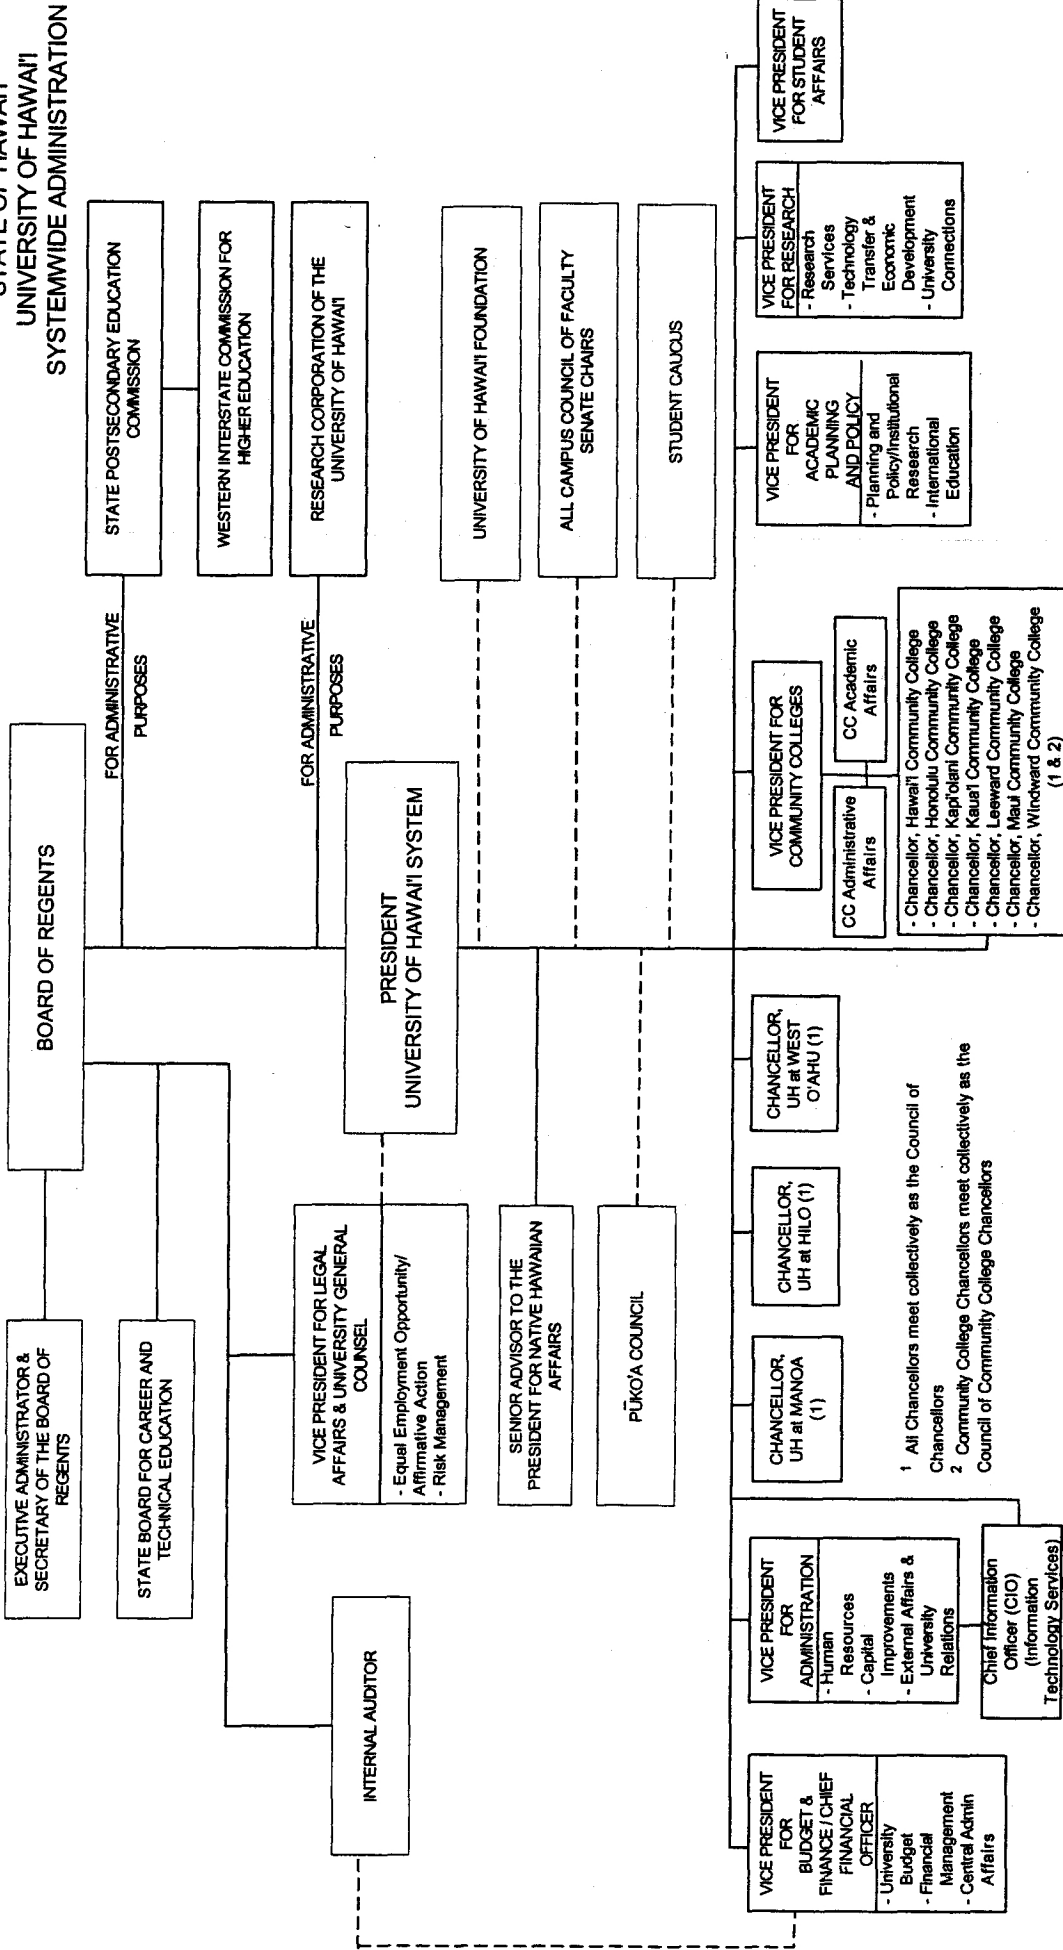 STATE OF HAWAI'I
UNIVERSITY OF HAWAI'I
SYSTEMWIDE ADMINISTRATION
BOARD OF REGENTS
EXECUTIVE ADMINISTRATOR &
SECRETARY OF THE BOARD OF
REGENTS
STATE BOARD FOR CAREER AND
TECHNICAL EDUCATION
FOR ADMINISTRATIVE
PURPOSES
STATE POSTSECONDARY EDUCATION
COMMISSION
WESTERN INTERSTATE COMMISSION FOR
HIGHER EDUCATION
FOR ADMINISTRATIVE
PURPOSES
RESEARCH CORPORATION OF THE
UNIVERSITY OF HAWAI'I
INTERNAL AUDITOR
VICE PRESIDENT FOR LEGAL
AFFAIRS & UNIVERSITY GENERAL
COUNSEL
- Equal Employment Opportunity/
Affirmative Action
- Risk Management
PRESIDENT
UNIVERSITY OF HAWAI'I SYSTEM
UNIVERSITY OF HAWAI'I FOUNDATION
SENIOR ADVISOR TO THE
PRESIDENT FOR NATIVE HAWAIIAN
AFFAIRS
ALL CAMPUS COUNCIL OF FACULTY
SENATE CHAIRS
PŪKO'A COUNCIL
STUDENT CAUCUS
VICE PRESIDENT
FOR
BUDGET &
FINANCE / CHIEF
FINANCIAL
OFFICER
- University
Budget
- Financial
Management
- Central Admin
Affairs
VICE PRESIDENT
FOR
ADMINISTRATION
- Human
Resources
- Capital
Improvements
- External Affairs &
University
Relations
Chief Information
Officer (CIO)
(Information
Technology Services)
CHANCELLOR,
UH at MANOA
(1)
CHANCELLOR,
UH at HILO (1)
CHANCELLOR,
UH at WEST
O'AHU (1)
1 All Chancellors meet collectively as the Council of
Chancellors
2 Community College Chancellors meet collectively as the
Council of Community College Chancellors
VICE PRESIDENT FOR
COMMUNITY COLLEGES
CC Administrative
Affairs
CC Academic
Affairs
- Chancellor, Hawai'i Community College
- Chancellor, Honolulu Community College
- Chancellor, Kapi'olani Community College
- Chancellor, Kaua'i Community College
- Chancellor, Leeward Community College
- Chancellor, Maui Community College
- Chancellor, Windward Community College
(1 & 2)
VICE PRESIDENT
FOR
ACADEMIC
PLANNING
AND POLICY
- Planning and
Policy/Institutional
Research
- International
Education
VICE PRESIDENT
FOR RESEARCH
- Research
Services
- Technology
Transfer &
Economic
Development
- University
Connections
VICE PRESIDENT
FOR STUDENT
AFFAIRS